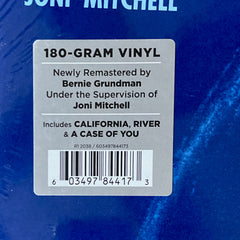 JONI MITCHELL
180-GRAM VINYL
Newly Remastered by
Bernie Grundman
Under the Supervision of
Joni Mitchell
Includes CALIFORNIA, RIVER
& A CASE OF YOU
R1 2038 / 603497844173
6 03497 84417 3